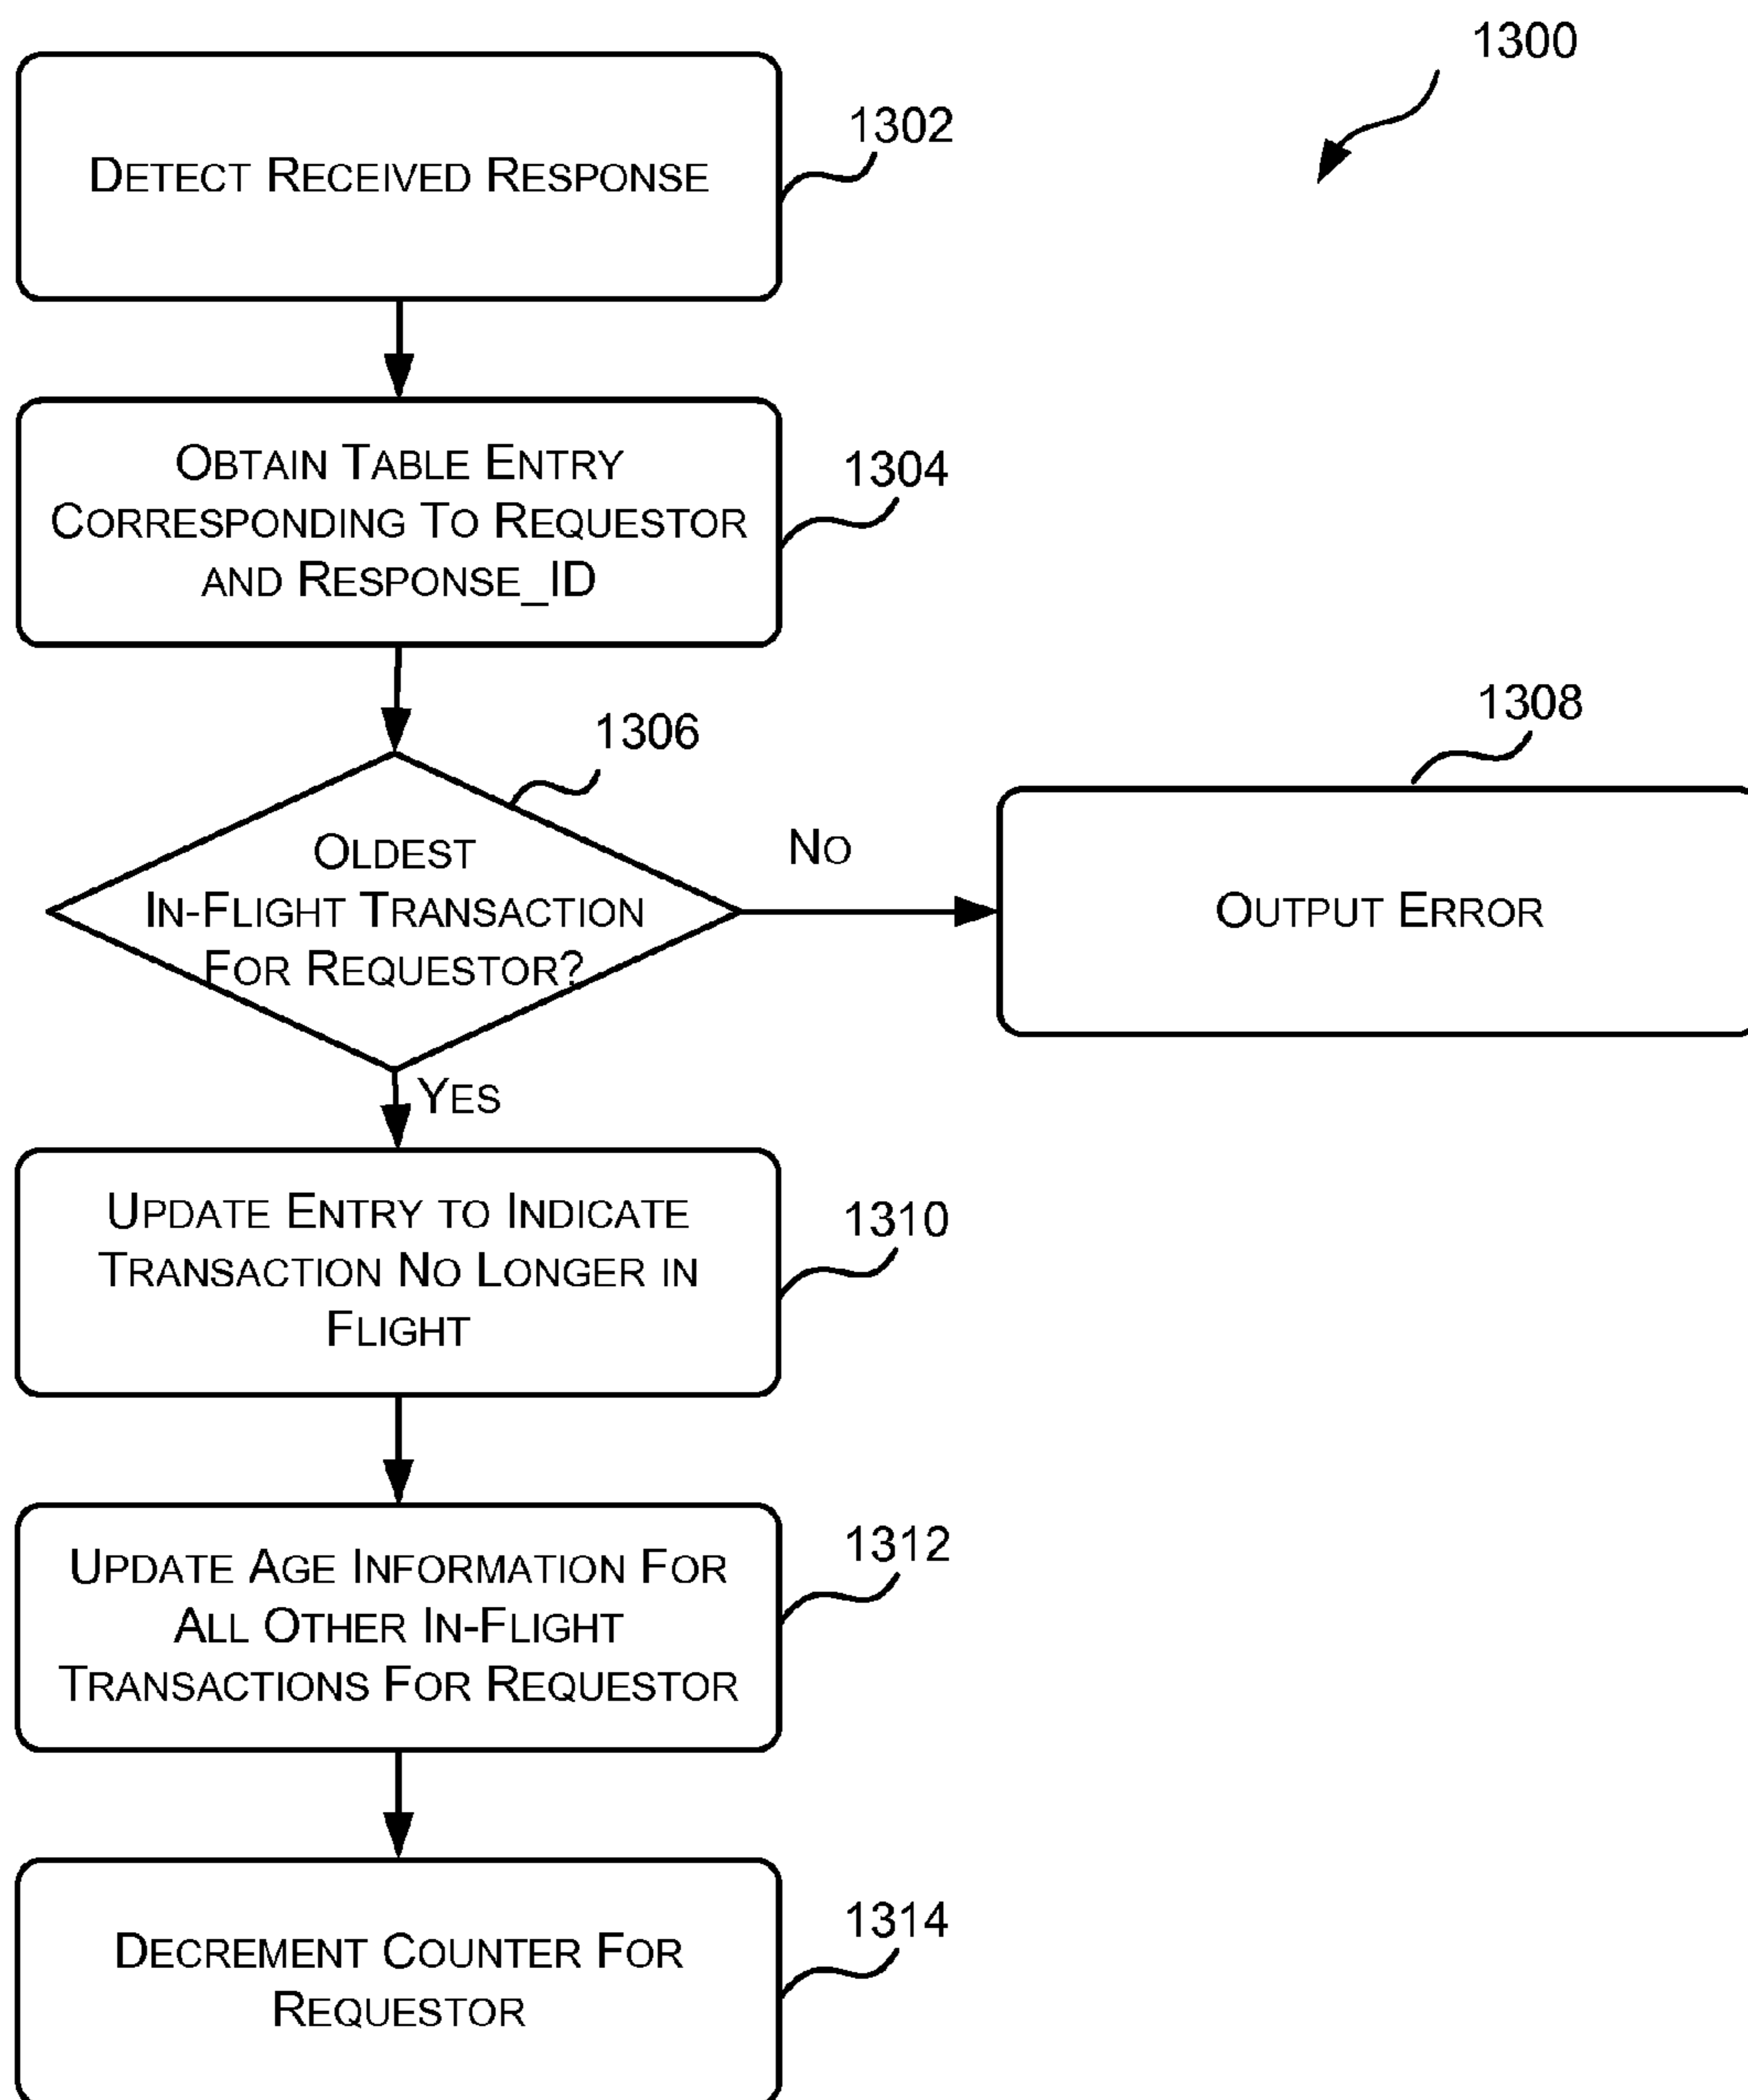 1300
DETECT RECEIVED RESPONSE
1302
OBTAIN TABLE ENTRY
CORRESPONDING TO REQUESTOR
AND RESPONSE_ID
1304
OLDEST
IN-FLIGHT TRANSACTION
FOR REQUESTOR?
1306
NO
1308
OUTPUT ERROR
YES
UPDATE ENTRY TO INDICATE
TRANSACTION NO LONGER IN
FLIGHT
1310
UPDATE AGE INFORMATION FOR
ALL OTHER IN-FLIGHT
TRANSACTIONS FOR REQUESTOR
1312
DECREMENT COUNTER FOR
REQUESTOR
1314